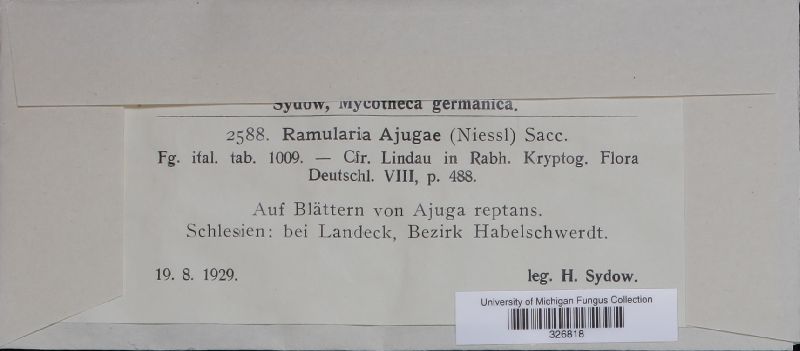 Sydow, Mycotheca germanica.
2588. Ramularia Ajugae (Niessl) Sacc.
Fg. ital. tab. 1009. — Cfr. Lindau in Rabh. Kryptog. Flora
Deutschl. VIII, p. 488.
Auf Blättern von Ajuga reptans.
Schlesien: bei Landeck, Bezirk Habelschwerdt.
19. 8. 1929. leg. H. Sydow.
University of Michigan Fungus Collection
326818